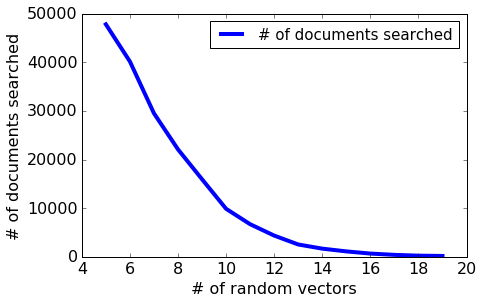 50000
# of documents searched
40000
30000
20000
10000
0
# of documents searched
4 6 8 10 12 14 16 18 20
# of random vectors